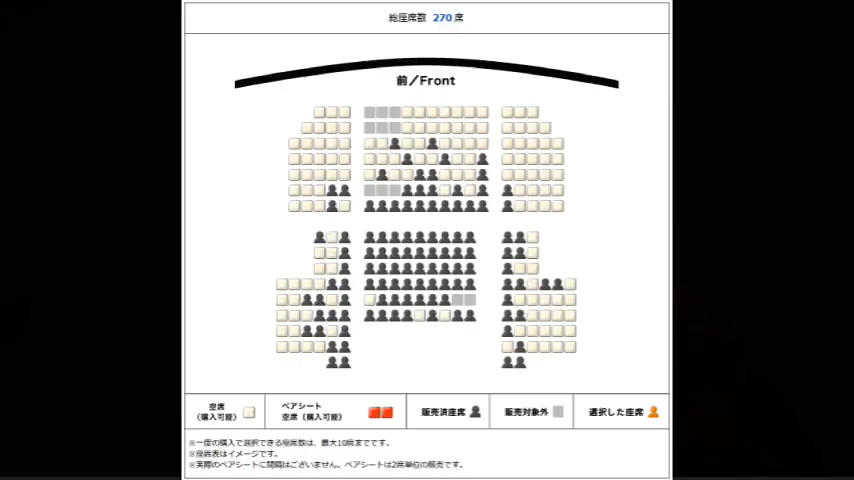 総座席数 270 席
前／Front
空席
（購入可能）
ペアシート
空席（購入可能）
販売済座席
販売対象外
選択した座席
※一度の購入で選択できる座席数は、最大10席までです。
※座席表はイメージです。
※実際のペアシートに間隔はございません。ペアシートは2席単位の販売です。